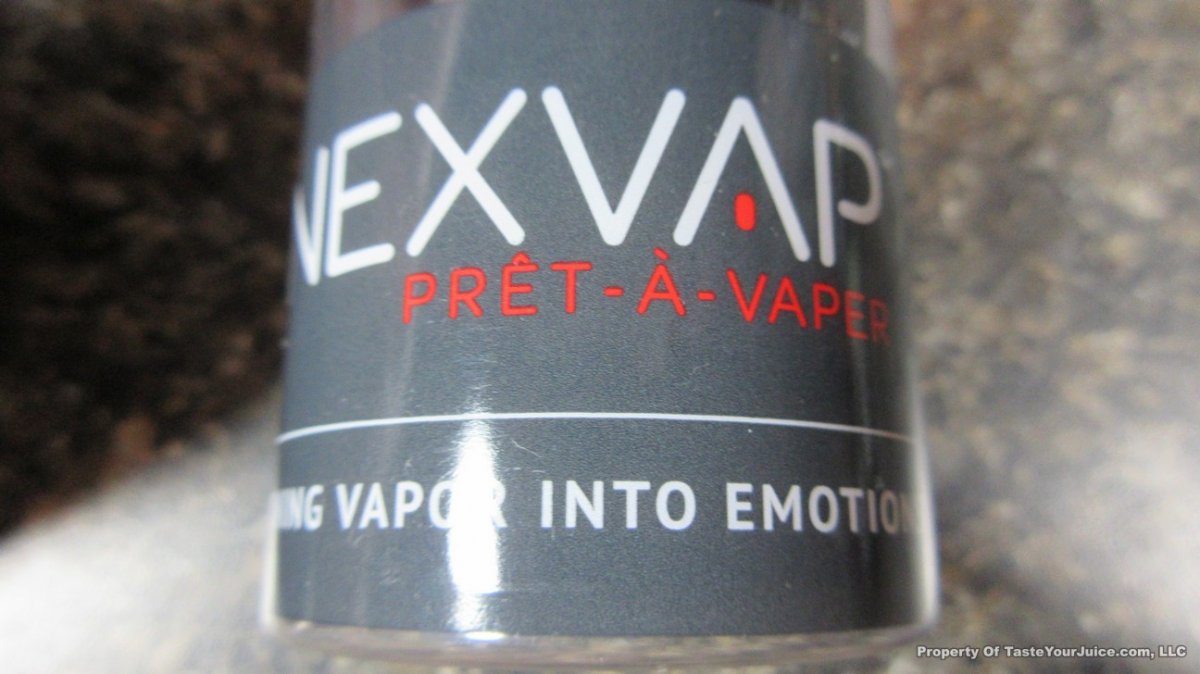 NEXVAP
PRÊT-À-VAPER
VAPOR INTO EMOTION
Property Of TasteYourJuice.com, LLC